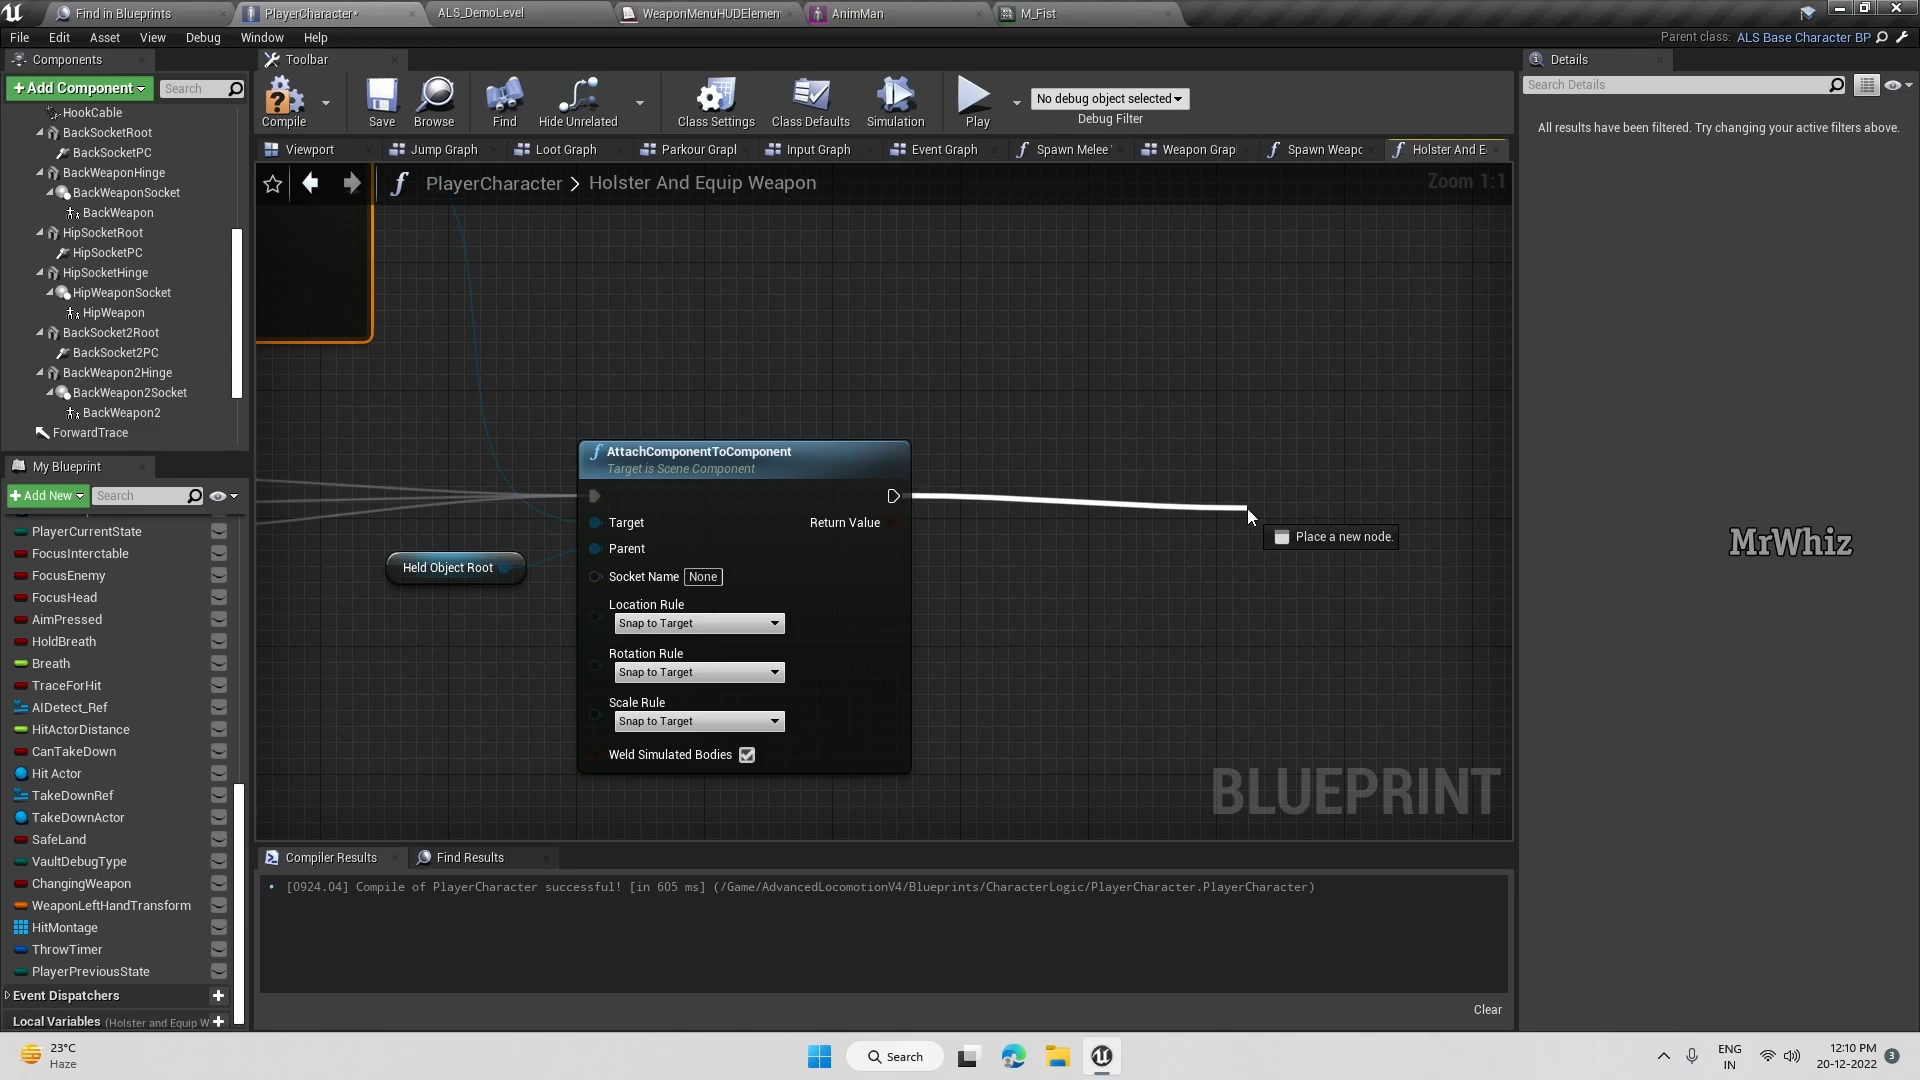 Find in Blueprints
PlayerCharacter*
ALS_DemoLevel
WeaponMenuHUDElemen
AnimMan
M_Fist
File Edit Asset View Debug Window Help
Parent class: ALS Base Character BP
Components
Toolbar
Details
+Add Component
Search
Compile
Save
Browse
Find
Hide Unrelated
Class Settings
Class Defaults
Simulation
Play
No debug object selected
Debug Filter
Search Details
All results have been filtered. Try changing your active filters above.
Viewport
Jump Graph
Loot Graph
Parkour Grapl
Input Graph
Event Graph
Spawn Melee
Weapon Grap
Spawn Weapc
Holster And E
PlayerCharacter > Holster And Equip Weapon
Zoom 1:1
HookCable
BackSocketRoot
BackSocketPC
BackWeaponHinge
BackWeaponSocket
BackWeapon
HipSocketRoot
HipSocketPC
HipSocketHinge
HipWeaponSocket
HipWeapon
BackSocket2Root
BackSocket2PC
BackWeapon2Hinge
BackWeapon2Socket
BackWeapon2
ForwardTrace
My Blueprint
+Add New
Search
PlayerCurrentState
FocusInterctable
FocusEnemy
FocusHead
AimPressed
HoldBreath
Breath
TraceForHit
AIDetect_Ref
HitActorDistance
CanTakeDown
Hit Actor
TakeDownRef
TakeDownActor
SafeLand
VaultDebugType
ChangingWeapon
WeaponLeftHandTransform
HitMontage
ThrowTimer
PlayerPreviousState
Event Dispatchers
Local Variables (Holster and Equip W
AttachComponentToComponent
Target is Scene Component
Target
Return Value
Parent
Socket Name None
Location Rule
Snap to Target
Rotation Rule
Snap to Target
Scale Rule
Snap to Target
Weld Simulated Bodies
Held Object Root
Place a new node.
MrWhiz
BLUEPRINT
Compiler Results
Find Results
[0924.04] Compile of PlayerCharacter successful! [in 605 ms] (/Game/AdvancedLocomotionV4/Blueprints/CharacterLogic/PlayerCharacter.PlayerCharacter)
Clear
23°C
Haze
Search
ENG
IN
12:10 PM
20-12-2022
3